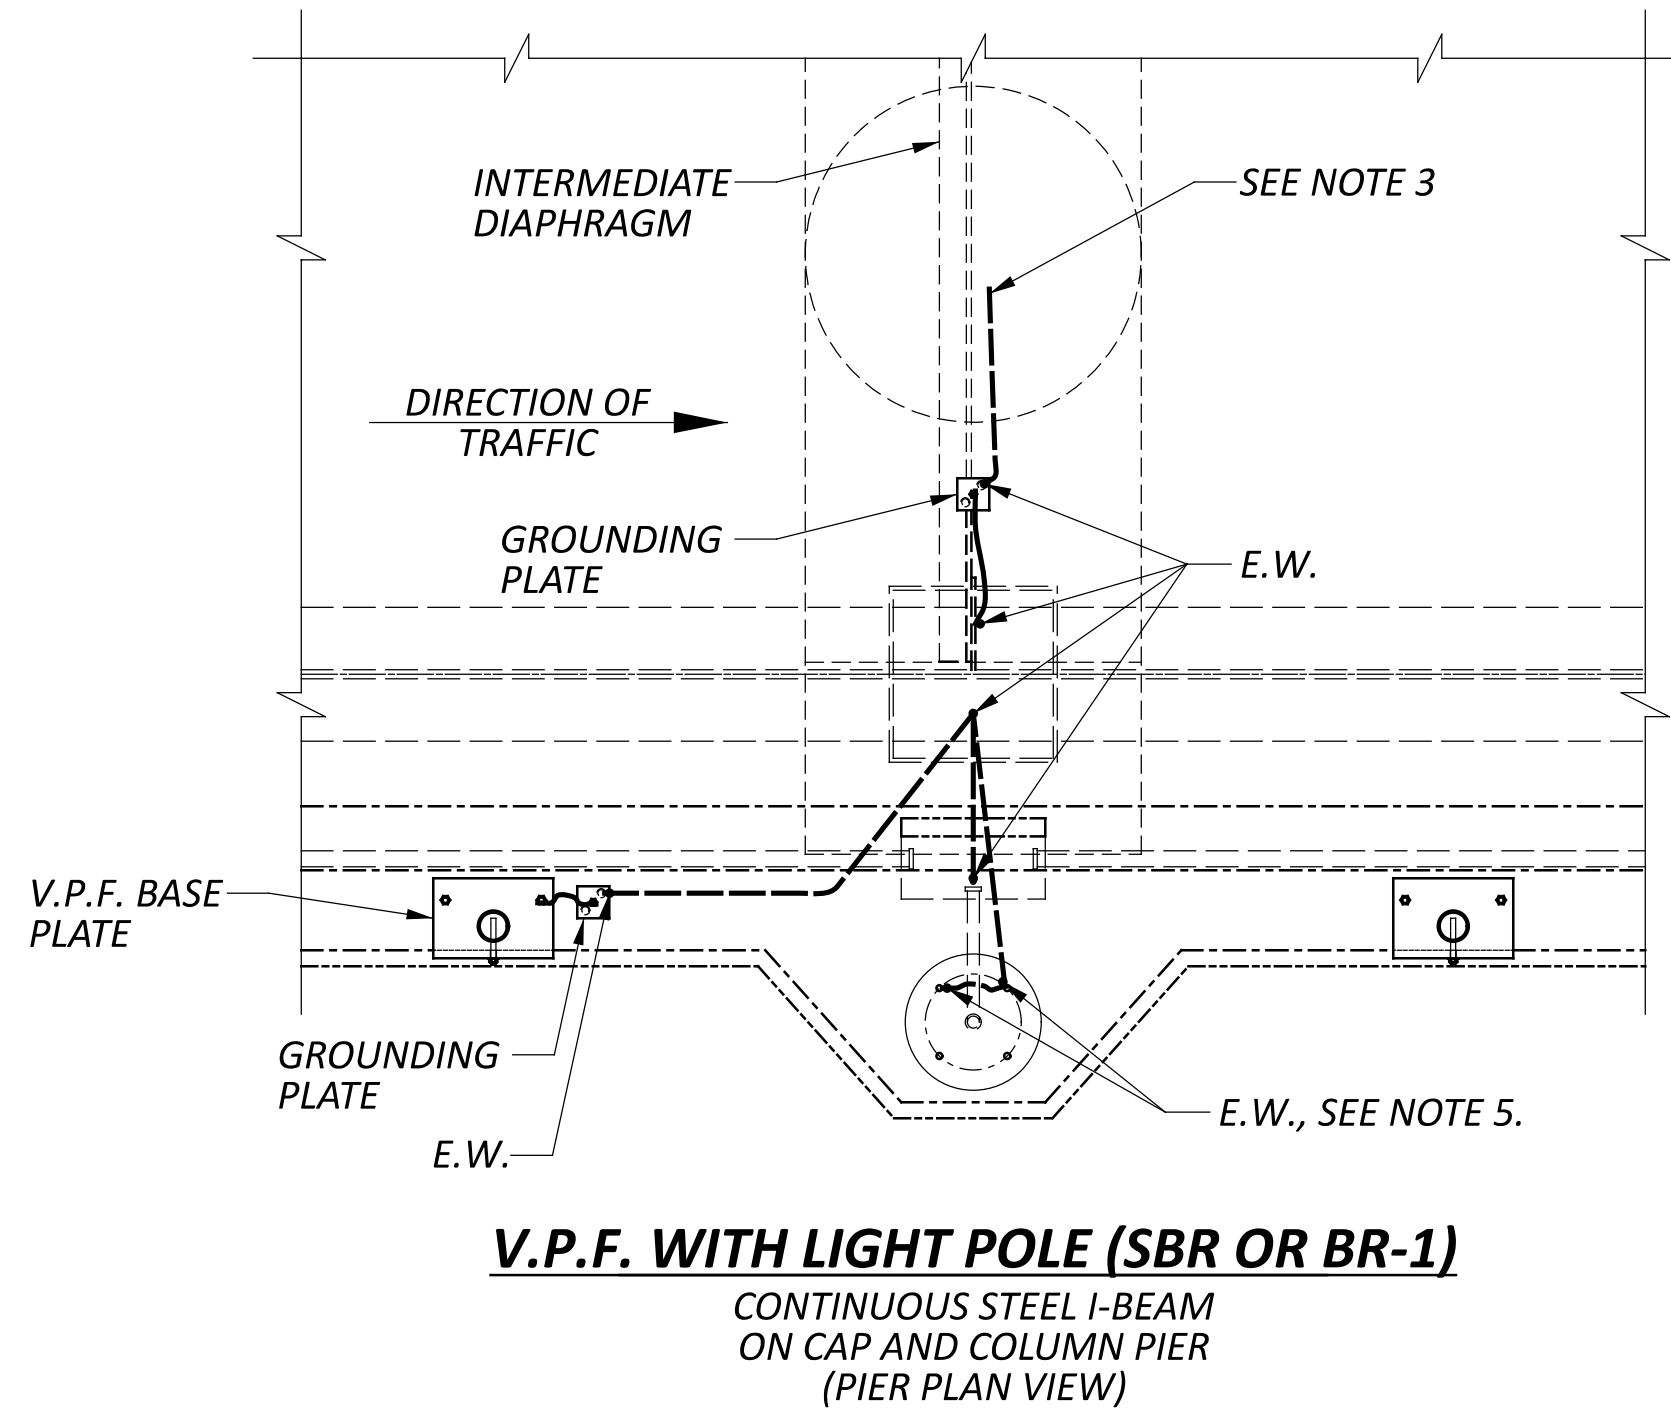 INTERMEDIATE
DIAPHRAGM
SEE NOTE 3
DIRECTION OF
TRAFFIC
GROUNDING
PLATE
E.W.
V.P.F. BASE
PLATE
GROUNDING
PLATE
E.W.
E.W., SEE NOTE 5.
V.P.F. WITH LIGHT POLE (SBR OR BR-1)
CONTINUOUS STEEL I-BEAM
ON CAP AND COLUMN PIER
(PIER PLAN VIEW)